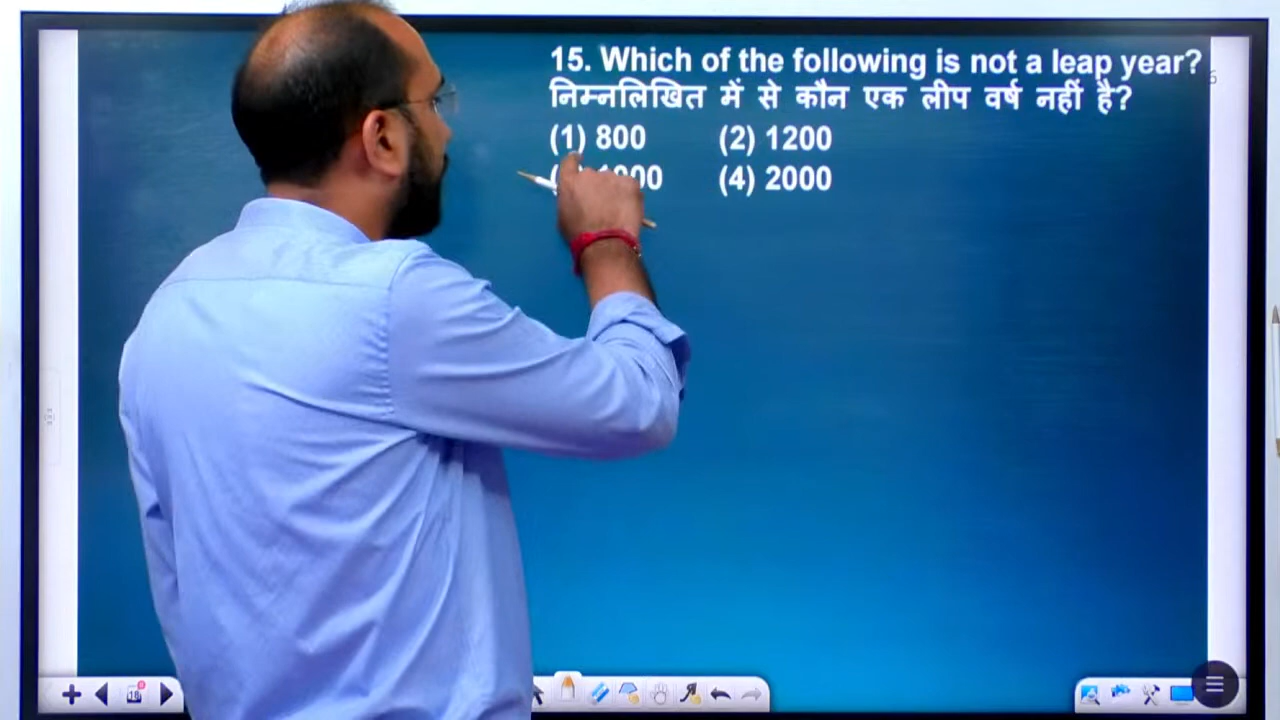 15. Which of the following is not a leap year?
निम्नलिखित में से कौन एक लीप वर्ष नहीं है?
(1) 800 (2) 1200
(4) 2000
18